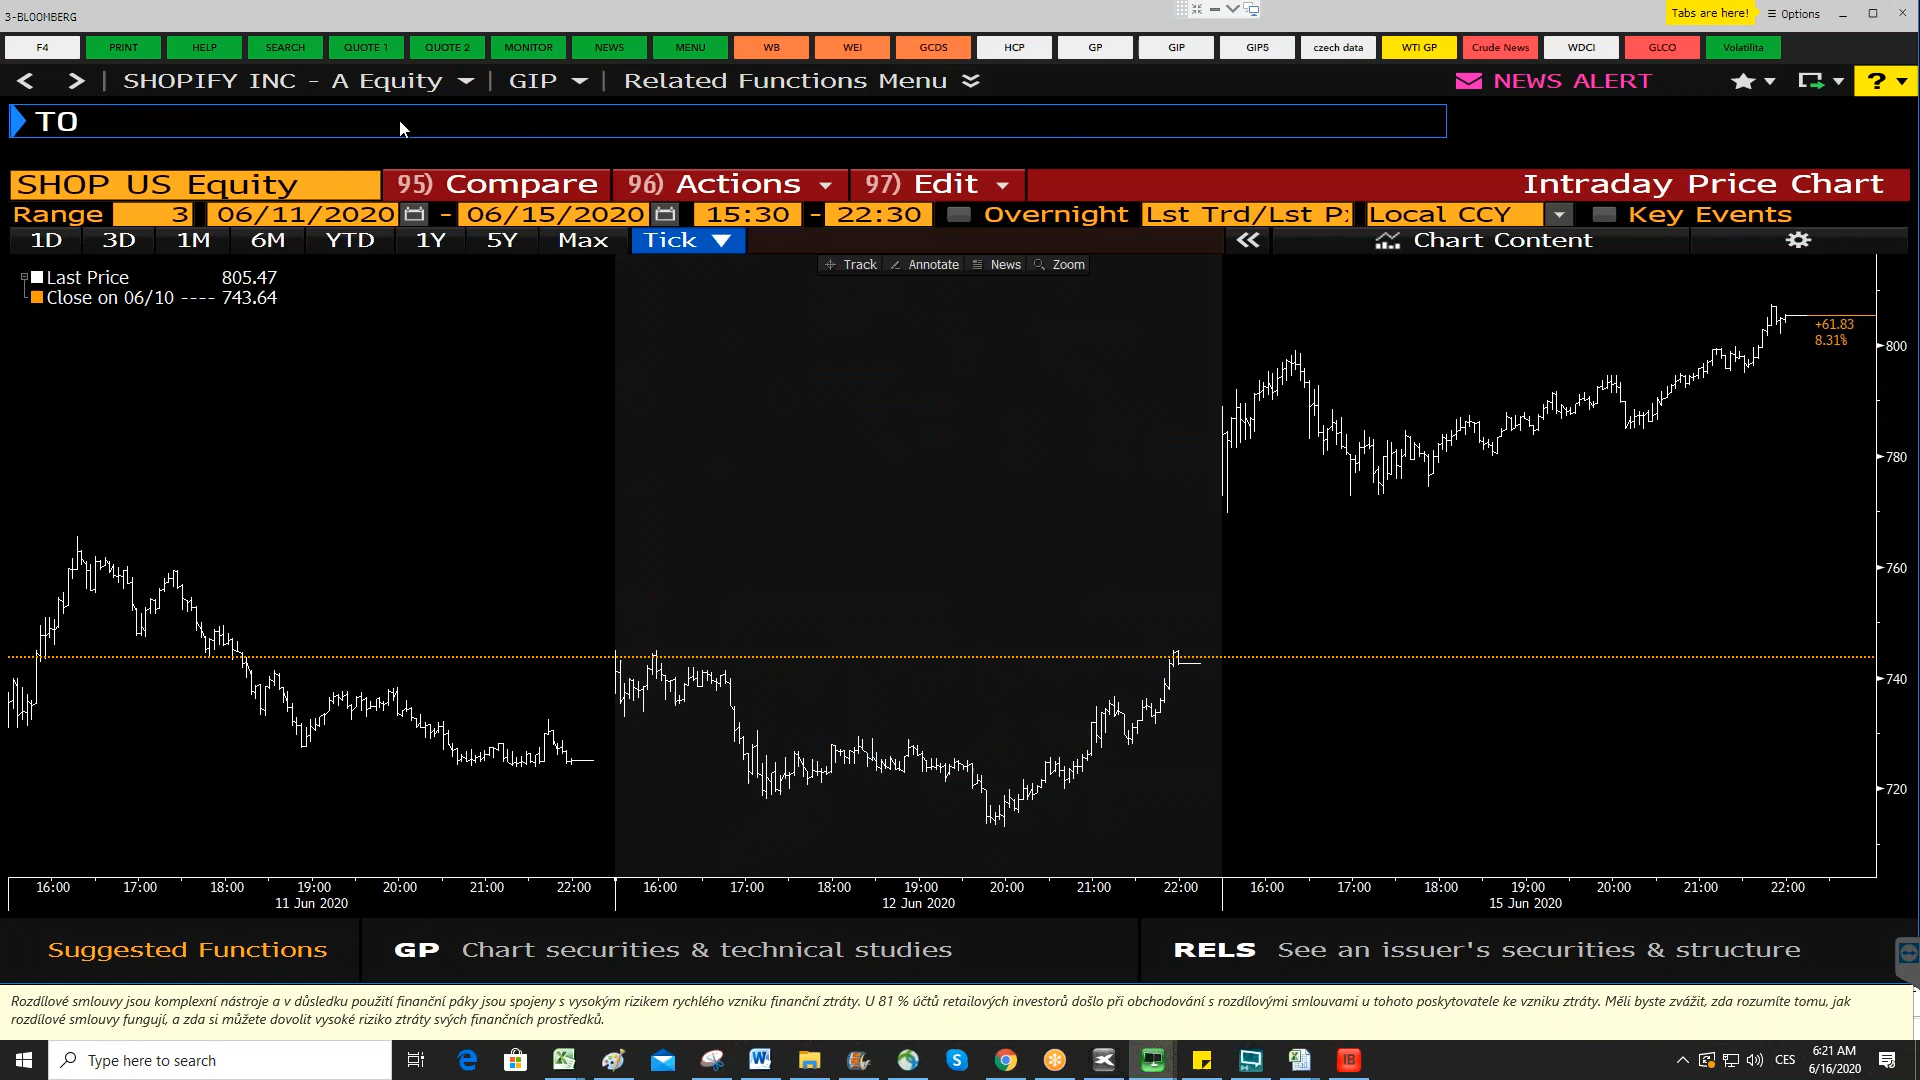 3-BLOOMBERG
Tabs are here! Options
F4 PRINT HELP SEARCH QUOTE 1 QUOTE 2 MONITOR NEWS MENU WB WEI GCDS HCP GP GIP GIP5 czech data WTI GP Crude News WDCI GLCO Volatilita
SHOPIFY INC - A Equity | GIP | Related Functions Menu NEWS ALERT ?
TO
SHOP US Equity 95) Compare 96) Actions 97) Edit Intraday Price Chart
Range 3 06/11/2020 - 06/15/2020 15:30 - 22:30 Overnight Lst Trd/Lst P Local CCY Key Events
1D 3D 1M 6M YTD 1Y 5Y Max Tick Chart Content
Track Annotate News Zoom
Last Price 805.47
Close on 06/10 ---- 743.64
+61.83
8.31%
800
780
760
740
720
16:00 17:00 18:00 19:00 20:00 21:00 22:00 16:00 17:00 18:00 19:00 20:00 21:00 22:00 16:00 17:00 18:00 19:00 20:00 21:00 22:00
11 Jun 2020 12 Jun 2020 15 Jun 2020
Suggested Functions GP Chart securities & technical studies RELS See an issuer's securities & structure
Rozdílové smlouvy jsou komplexní nástroje a v důsledku použití finanční páky jsou spojeny s vysokým rizikem rychlého vzniku finanční ztráty. U 81 % účtů retailových investorů došlo při obchodování s rozdílovými smlouvami u tohoto poskytovatele ke vzniku ztráty. Měli byste zvážit, zda rozumíte tomu, jak
rozdílové smlouvy fungují, a zda si můžete dovolit vysoké riziko ztráty svých finančních prostředků.
Type here to search IB CES 6:21 AM
6/16/2020